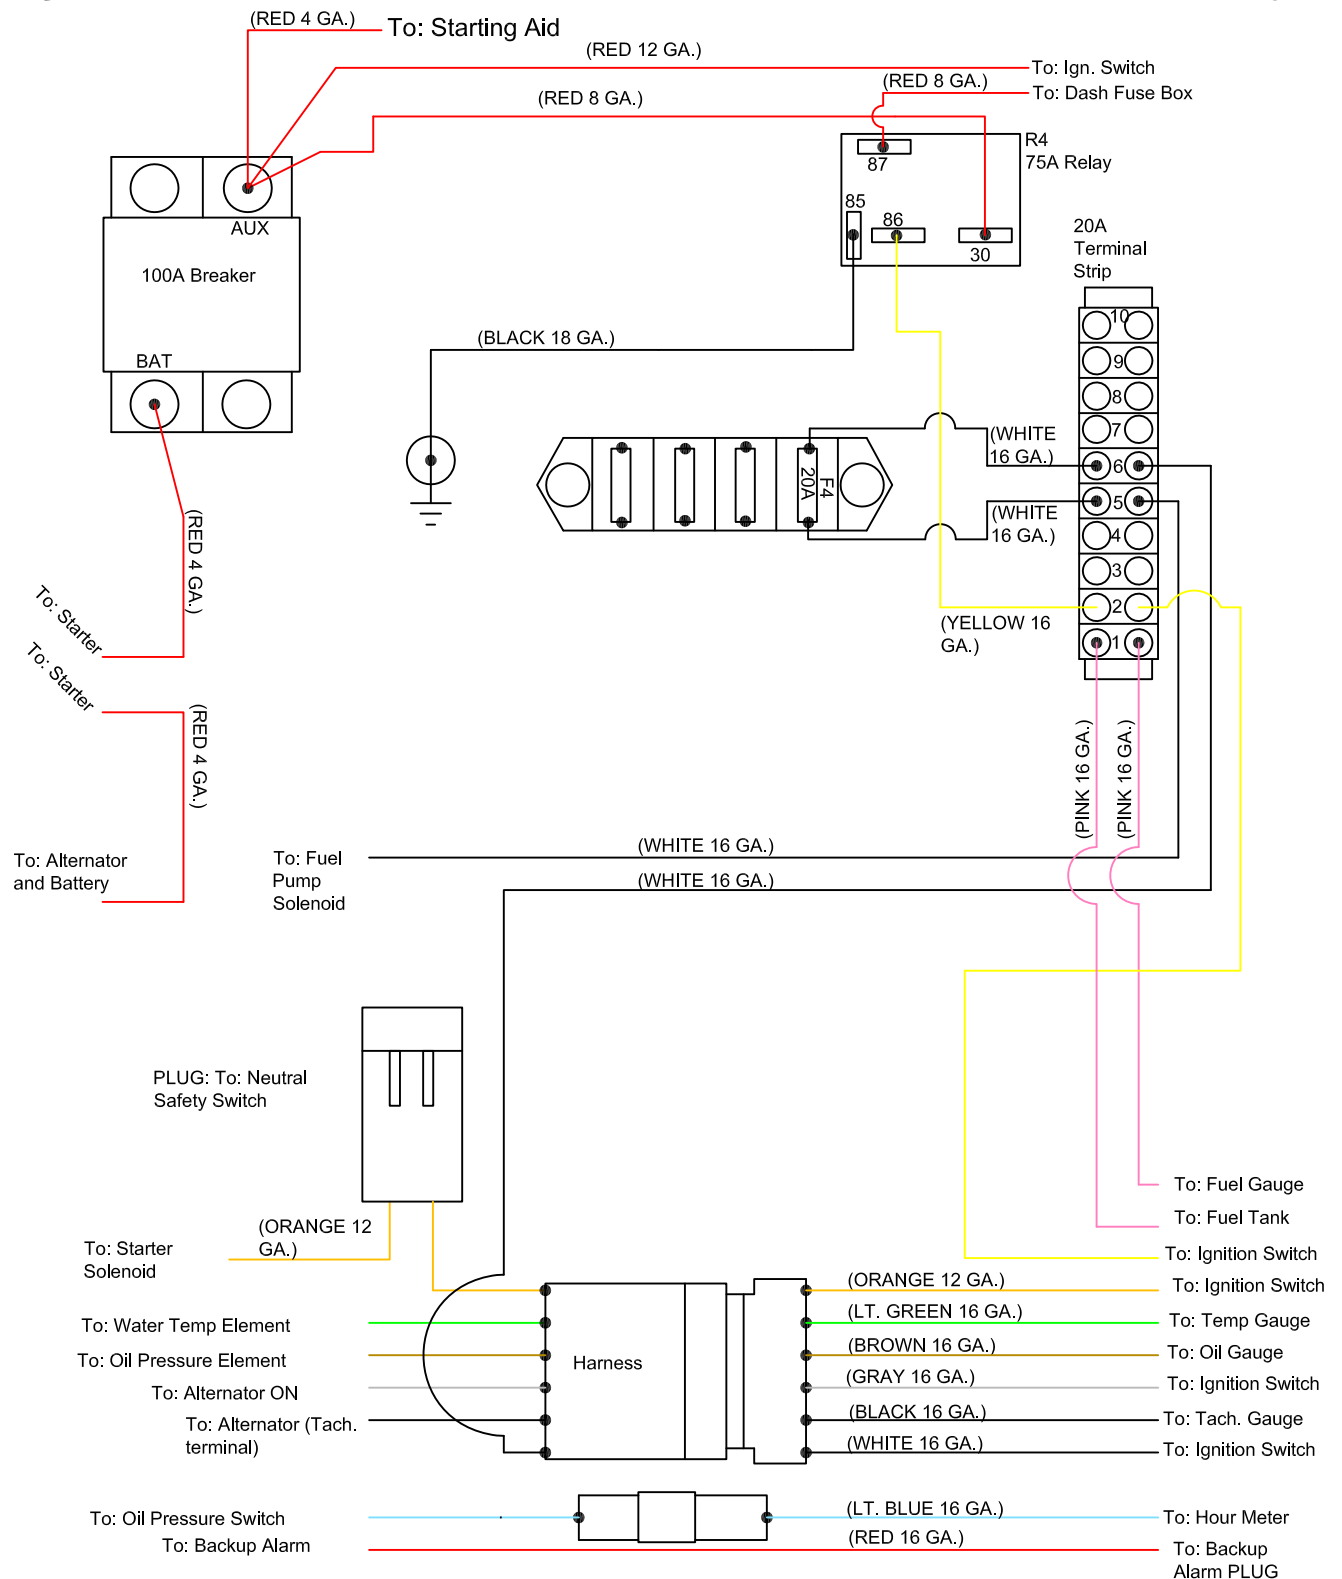 (RED 4 GA.)
To: Starting Aid
(RED 12 GA.)
To: Ign. Switch
(RED 8 GA.)
To: Dash Fuse Box
(RED 8 GA.)
R4
75A Relay
87
85
86
30
AUX
100A Breaker
BAT
20A
Terminal
Strip
10
9
8
7
6
5
4
3
2
1
(BLACK 18 GA.)
(WHITE
16 GA.)
F4
20A
(WHITE
16 GA.)
(RED 4 GA.)
To: Starter
(YELLOW 16
GA.)
To: Starter
(RED 4 GA.)
(PINK 16 GA.)
(PINK 16 GA.)
To: Alternator
and Battery
To: Fuel
Pump
Solenoid
(WHITE 16 GA.)
(WHITE 16 GA.)
PLUG: To: Neutral
Safety Switch
To: Fuel Gauge
To: Fuel Tank
(ORANGE 12
GA.)
To: Starter
Solenoid
To: Ignition Switch
(ORANGE 12 GA.)
To: Ignition Switch
To: Water Temp Element
(LT. GREEN 16 GA.)
To: Temp Gauge
To: Oil Pressure Element
Harness
(BROWN 16 GA.)
To: Oil Gauge
To: Alternator ON
(GRAY 16 GA.)
To: Ignition Switch
To: Alternator (Tach.
terminal)
(BLACK 16 GA.)
To: Tach. Gauge
(WHITE 16 GA.)
To: Ignition Switch
To: Oil Pressure Switch
(LT. BLUE 16 GA.)
To: Hour Meter
To: Backup Alarm
(RED 16 GA.)
To: Backup
Alarm PLUG